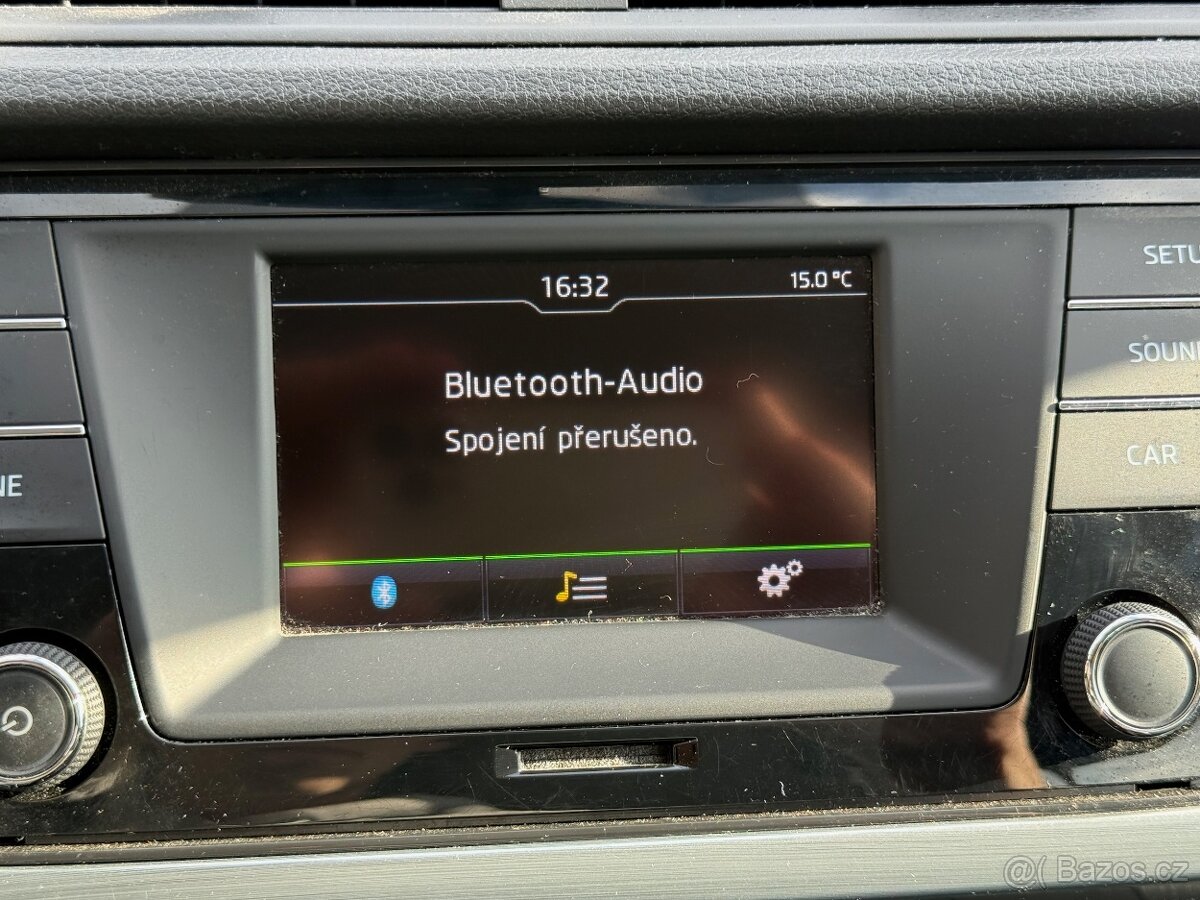 16:32
15.0 °C
Bluetooth-Audio
Spojení přerušeno.
SETU
SOUN
CAR
NE
@( Bazos.cz